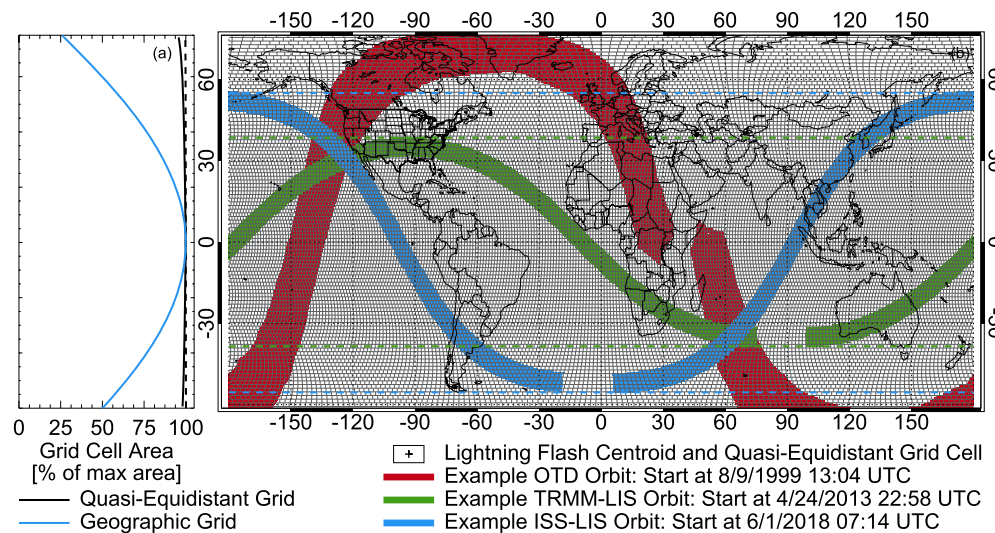 -150 -120 -90 -60 -30 0 30 60 90 120 150
(a)
(b)
60
30
0
-30
0 25 50 75 100
-150 -120 -90 -60 -30 0 30 60 90 120 150
Grid Cell Area
[% of max area]
Quasi-Equidistant Grid
Geographic Grid
+ Lightning Flash Centroid and Quasi-Equidistant Grid Cell
Example OTD Orbit: Start at 8/9/1999 13:04 UTC
Example TRMM-LIS Orbit: Start at 4/24/2013 22:58 UTC
Example ISS-LIS Orbit: Start at 6/1/2018 07:14 UTC